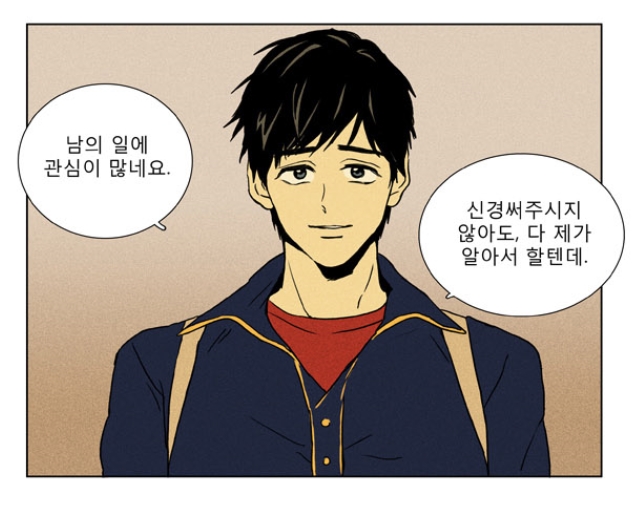 남의 일에
관심이 많네요.
신경써주시지
않아도, 다 제가
알아서 할텐데.